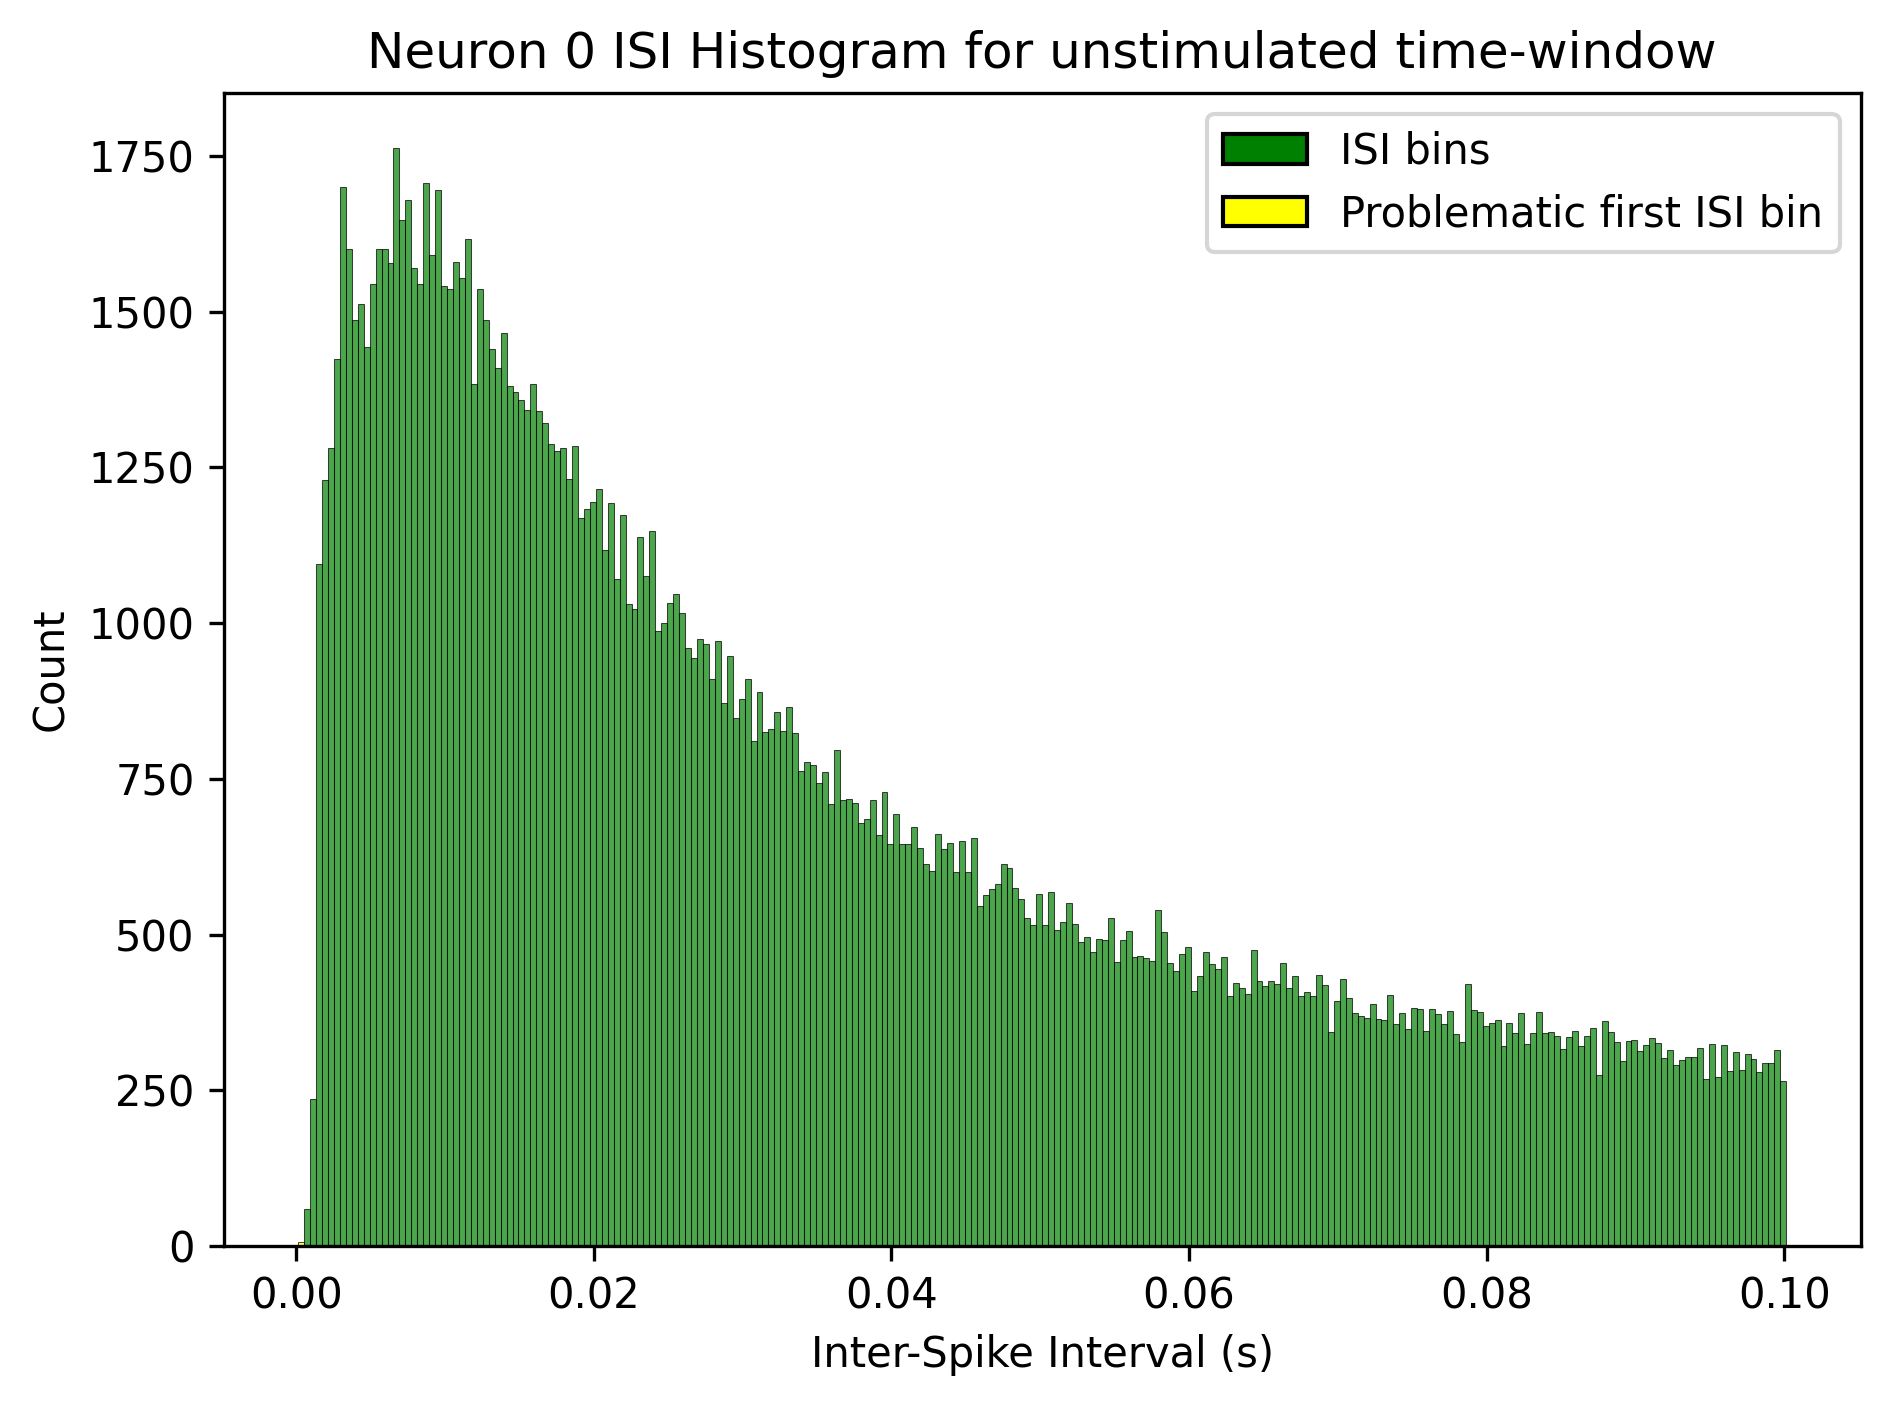 Neuron 0 ISI Histogram for unstimulated time-window
ISI bins
Problematic first ISI bin
Count
1750
1500
1250
1000
750
500
250
0
0.00 0.02 0.04 0.06 0.08 0.10
Inter-Spike Interval (s)